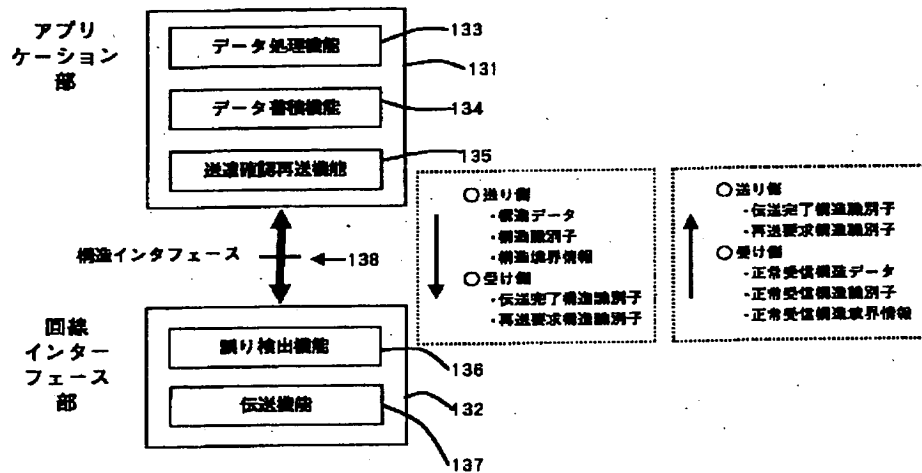 アプリ
ケーション
部
データ処理機能
133
131
データ蓄積機能
134
送達確認再送機能
135
構造インタフェース
138
○送り側
・構造データ
・構造識別子
・構造境界情報
○受け側
・伝送完了構造識別子
・再送要求構造識別子
○送り側
・伝送完了構造識別子
・再送要求構造識別子
○受け側
・正常受信構造データ
・正常受信構造識別子
・正常受信構造境界情報
回線
インター
フェース
部
誤り検出機能
136
伝送機能
132
137